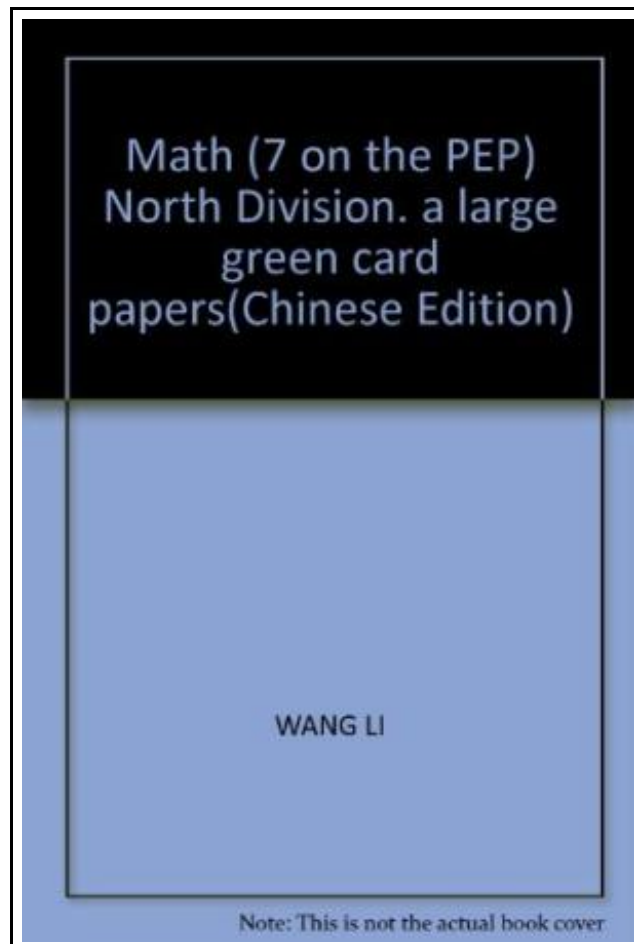 Math (7 on the PEP)
North Division. a large
green card
papers(Chinese Edition)
WANG LI
Note: This is not the actual book cover